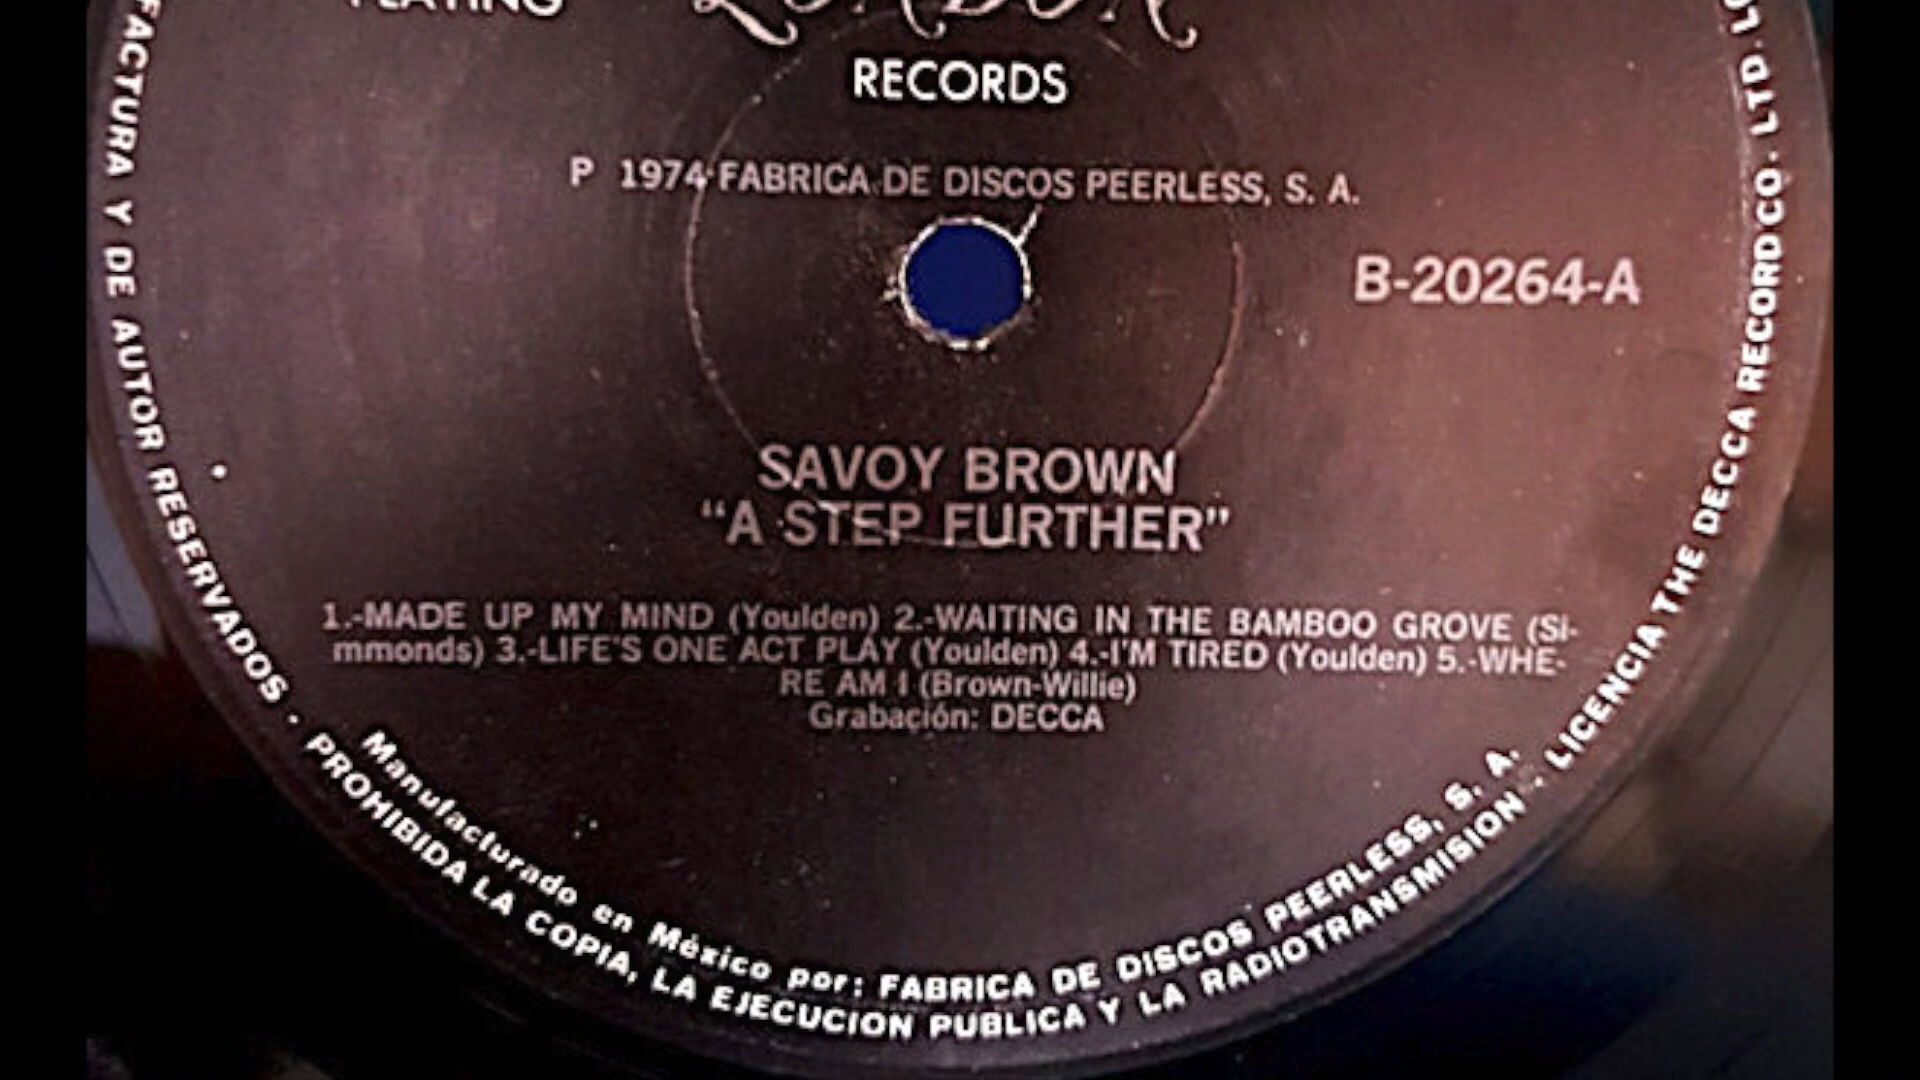 PLAYING
LONDON
RECORDS
P 1974 FABRICA DE DISCOS PEERLESS, S. A.
B-20264-A
SAVOY BROWN
“A STEP FURTHER”
1.-MADE UP MY MIND (Youlden) 2.-WAITING IN THE BAMBOO GROVE (Si-
mmonds) 3.-LIFE'S ONE ACT PLAY (Youlden) 4.-I'M TIRED (Youlden) 5.-WHE-
RE AM I (Brown-Willie)
Grabación: DECCA
Manufacturado en México por: FABRICA DE DISCOS PEERLESS, S. A.
FACTURA Y DE AUTOR RESERVADOS - PROHIBIDA LA COPIA, LA EJECUCION PUBLICA Y LA RADIOTRANSMISION - LICENCIA THE DECCA RECORD CO. LTD.